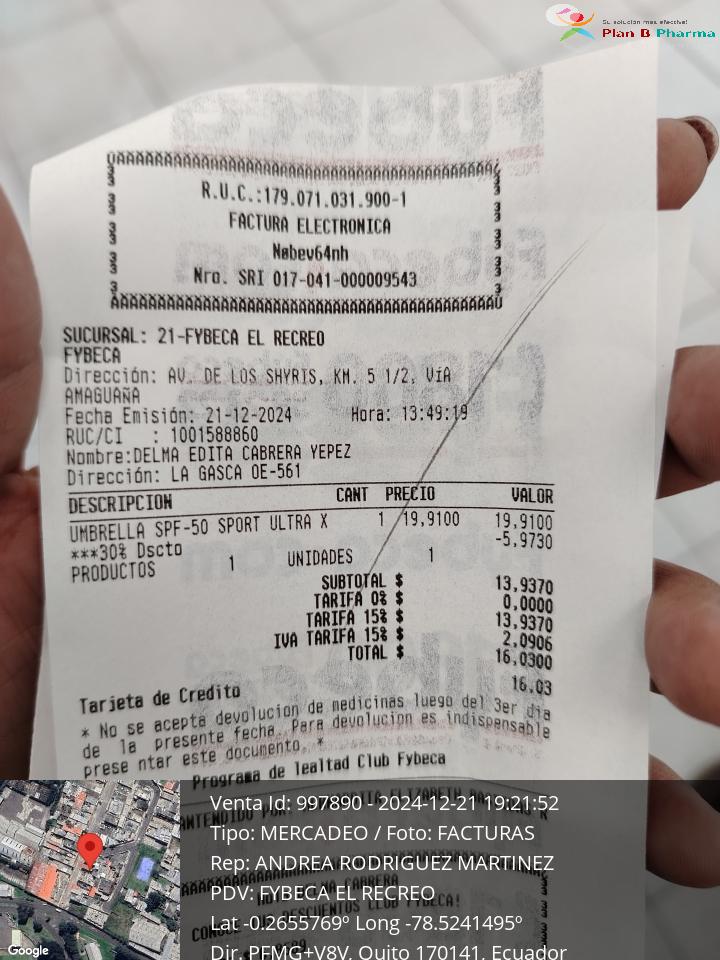 Su solución más efectiva!
Plan B Pharma
R.U.C.:179.071.031.900-1
FACTURA ELECTRONICA
Nabev64nh
Nro. SRI 017-041-000009543
SUCURSAL: 21-FYBECA EL RECREO
FYBECA
Dirección: AV. DE LOS SHYRIS, KM. 5 1/2, VíA
AMAGUAÑA
Fecha Emisión: 21-12-2024 Hora: 13:49:19
RUC/CI : 1001588860
Nombre:DELMA EDITA CABRERA YEPEZ
Dirección: LA GASCA OE-561
DESCRIPCION CANT PRECIO VALOR
UMBRELLA SPF-50 SPORT ULTRA X 1 19,9100 19,9100
***30% Dscto -5,9730
PRODUCTOS 1 UNIDADES 1
SUBTOTAL $ 13,9370
TARIFA 0% $ 0,0000
TARIFA 15% $ 13,9370
IVA TARIFA 15% $ 2,0906
TOTAL $ 16,0300
Tarjeta de Credito 16.03
* No se acepta devolucion de medicinas luego del 3er dia
de la presente fecha. Para devolucion es indispensable
prese ntar este documento. *
Programa de lealtad Club Fybeca
Venta Id: 997890 - 2024-12-21 19:21:52
Tipo: MERCADEO / Foto: FACTURAS
Rep: ANDREA RODRIGUEZ MARTINEZ
PDV: FYBECA EL RECREO
Lat -0.2655769º Long -78.5241495º
Dir. PFMG+V8V, Quito 170141, Ecuador
CABRERA
DESCUENTOS CLUB FYBECA!
Google